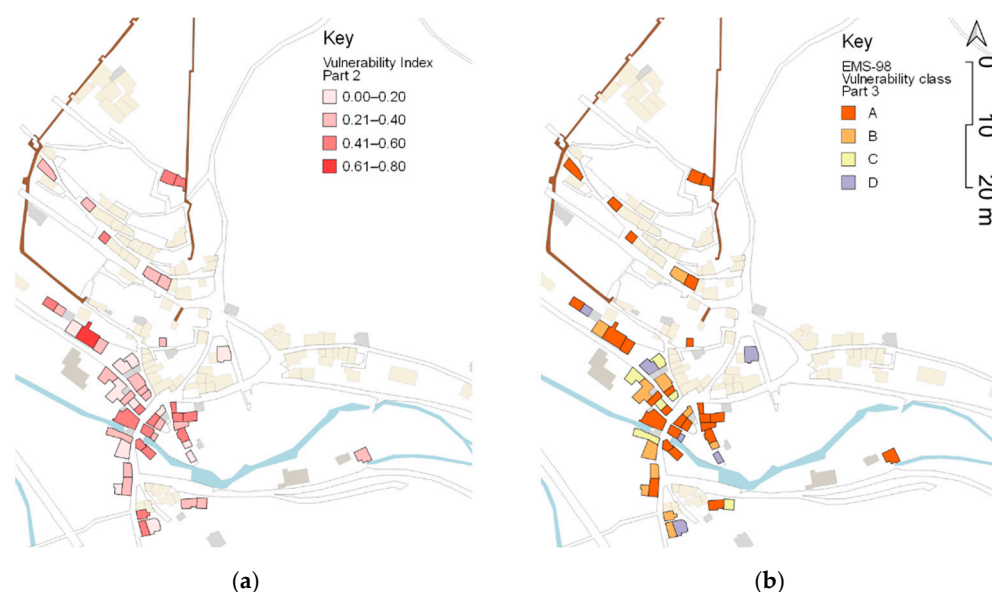 Key
Vulnerability Index
Part 2
0.00–0.20
0.21–0.40
0.41–0.60
0.61–0.80
Key
EMS-98
Vulnerability class
Part 3
A
B
C
D
0
10
20 m
(a)
(b)